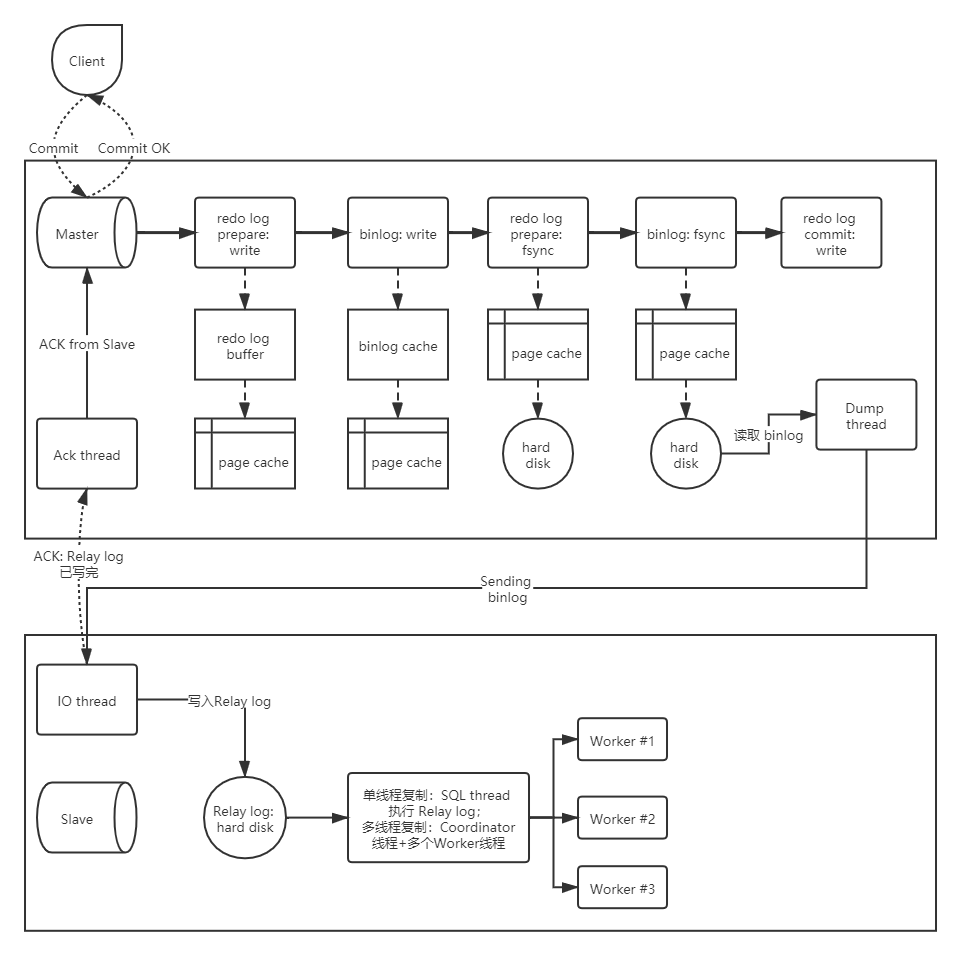 Client
Commit
Commit OK
Master
redo log
prepare:
write
binlog: write
redo log
prepare:
fsync
binlog: fsync
redo log
commit:
write
ACK from Slave
redo log
buffer
binlog cache
page cache
page cache
Ack thread
page cache
page cache
hard
disk
hard
disk
读取 binlog
Dump
thread
ACK: Relay log
已写完
Sending
binlog
IO thread
写入Relay log
Slave
Relay log:
hard disk
单线程复制：SQL thread
执行 Relay log；
多线程复制：Coordinator
线程+多个Worker线程
Worker #1
Worker #2
Worker #3